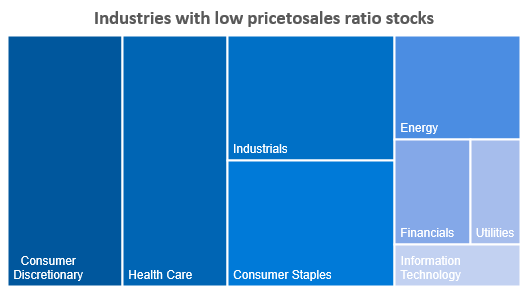 Industries with low pricetosales ratio stocks
Consumer
Discretionary
Health Care
Industrials
Consumer Staples
Energy
Financials
Utilities
Information
Technology